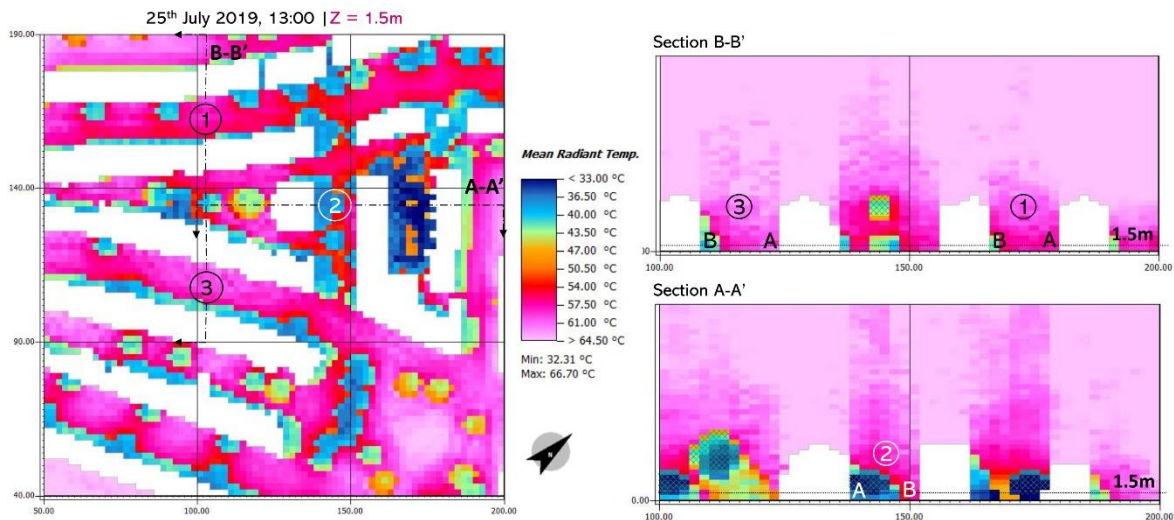 25th July 2019, 13:00 | Z = 1.5m
190.00
140.00
90.00
40.00
50.00
100.00
150.00
200.00
B-B'
A-A'
1
2
3
Mean Radiant Temp.
< 33.00 °C
36.50 °C
40.00 °C
43.50 °C
47.00 °C
50.50 °C
54.00 °C
57.50 °C
61.00 °C
> 64.50 °C
Min: 32.31 °C
Max: 66.70 °C
N
Section B-B'
3
1
B
A
B
A
1.5m
100.00
150.00
200.00
Section A-A'
2
A
B
1.5m
0.00
100.00
150.00
200.00